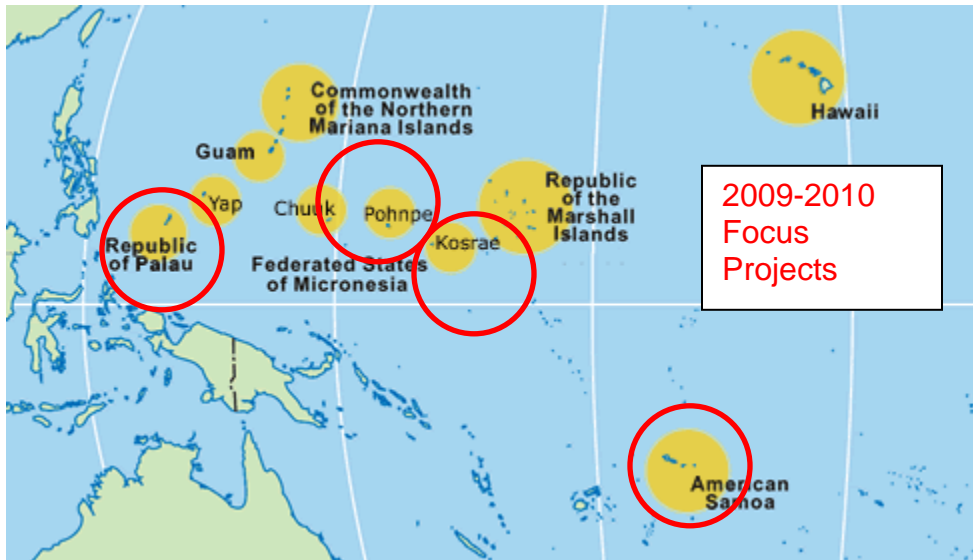 Commonwealth
of the Northern
Mariana Islands
Hawaii
Guam
Yap
Chuuk
Pohnpe
Republic
of the
Marshall
Islands
2009-2010
Focus
Projects
Republic
of Palau
Kosrae
Federated States
of Micronesia
American
Samoa